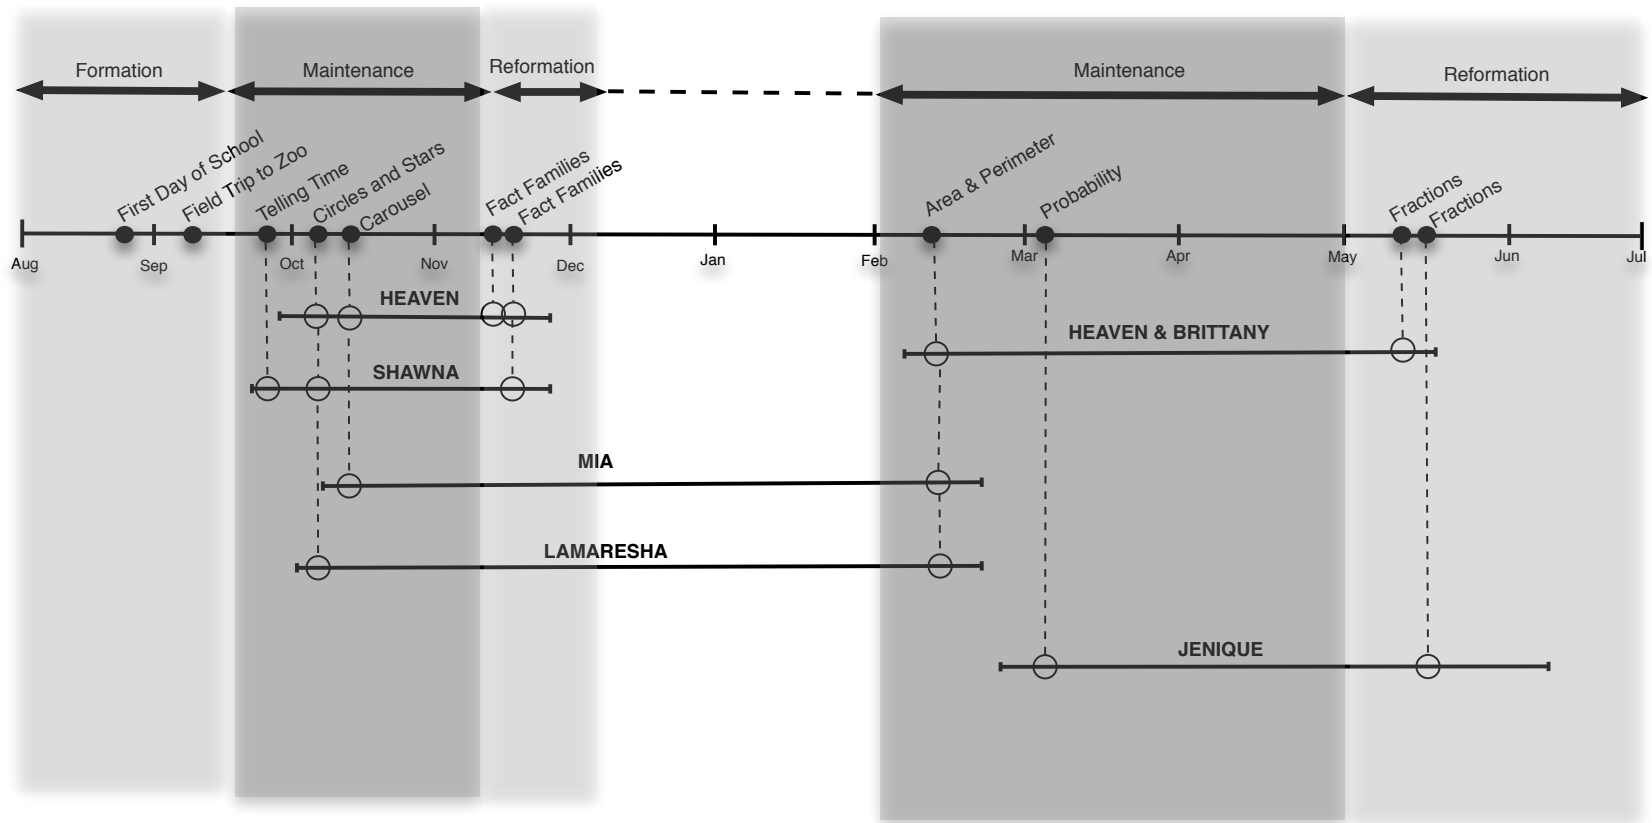 Formation
Maintenance
Reformation
Maintenance
Reformation
First Day of School
Field Trip to Zoo
Telling Time
Circles and Stars
Carousel
Fact Families
Fact Families
Area & Perimeter
Probability
Fractions
Fractions
Aug
Sep
Oct
Nov
Dec
Jan
Feb
Mar
Apr
May
Jun
Jul
HEAVEN
HEAVEN & BRITTANY
SHAWNA
MIA
LAMARESHA
JENIQUE